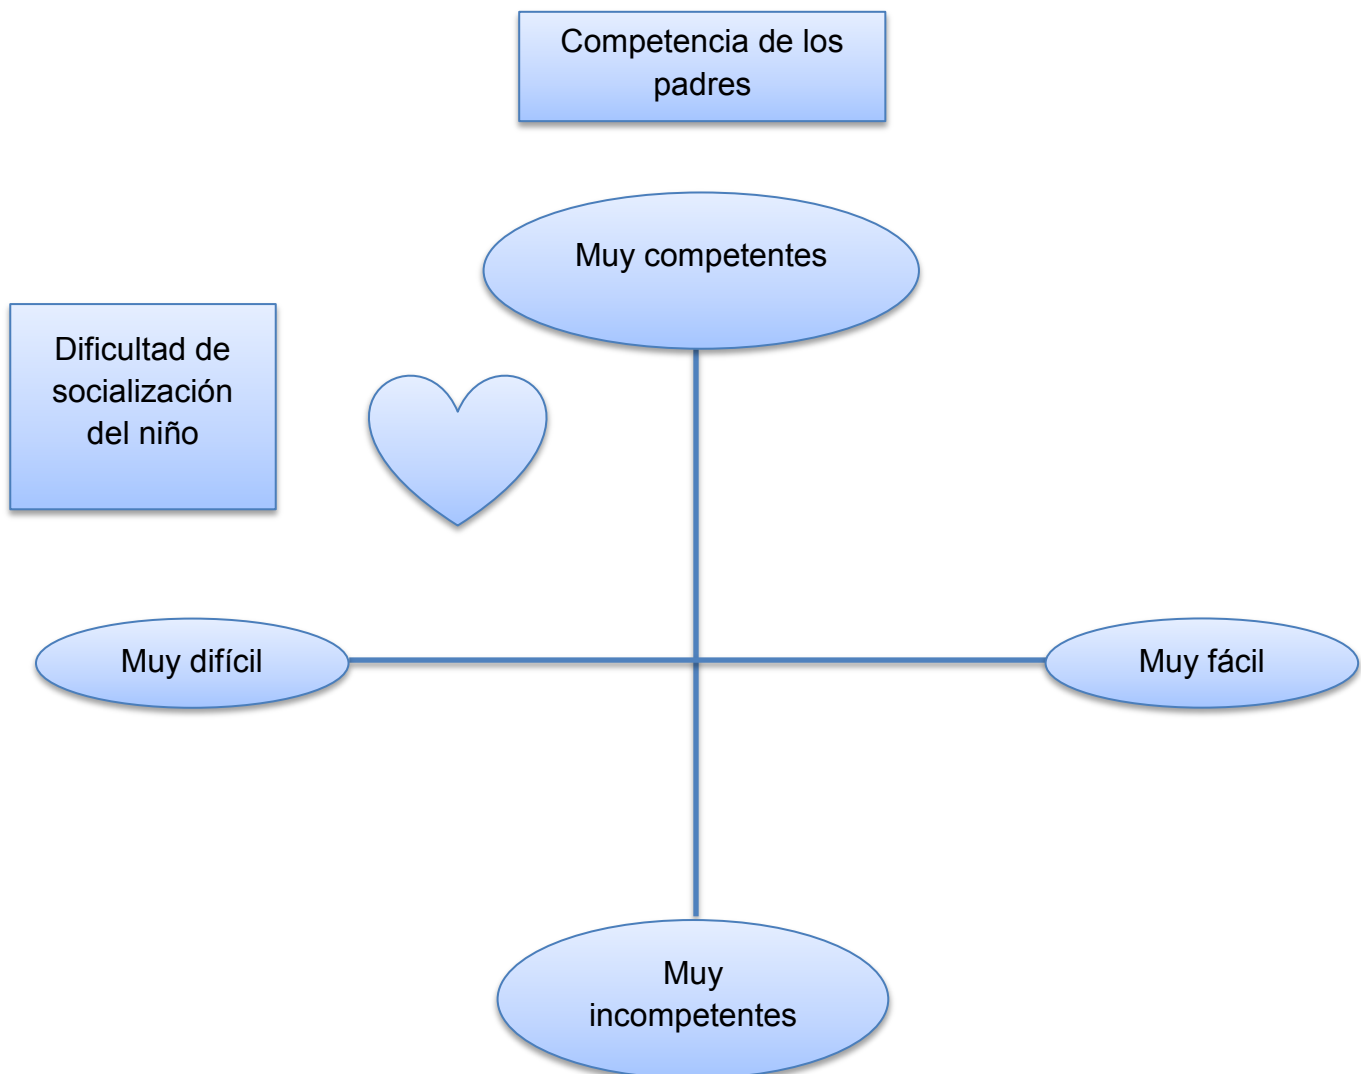 Competencia de los
padres
Muy competentes
Dificultad de
socialización
del niño
Muy difícil
Muy fácil
Muy
incompetentes